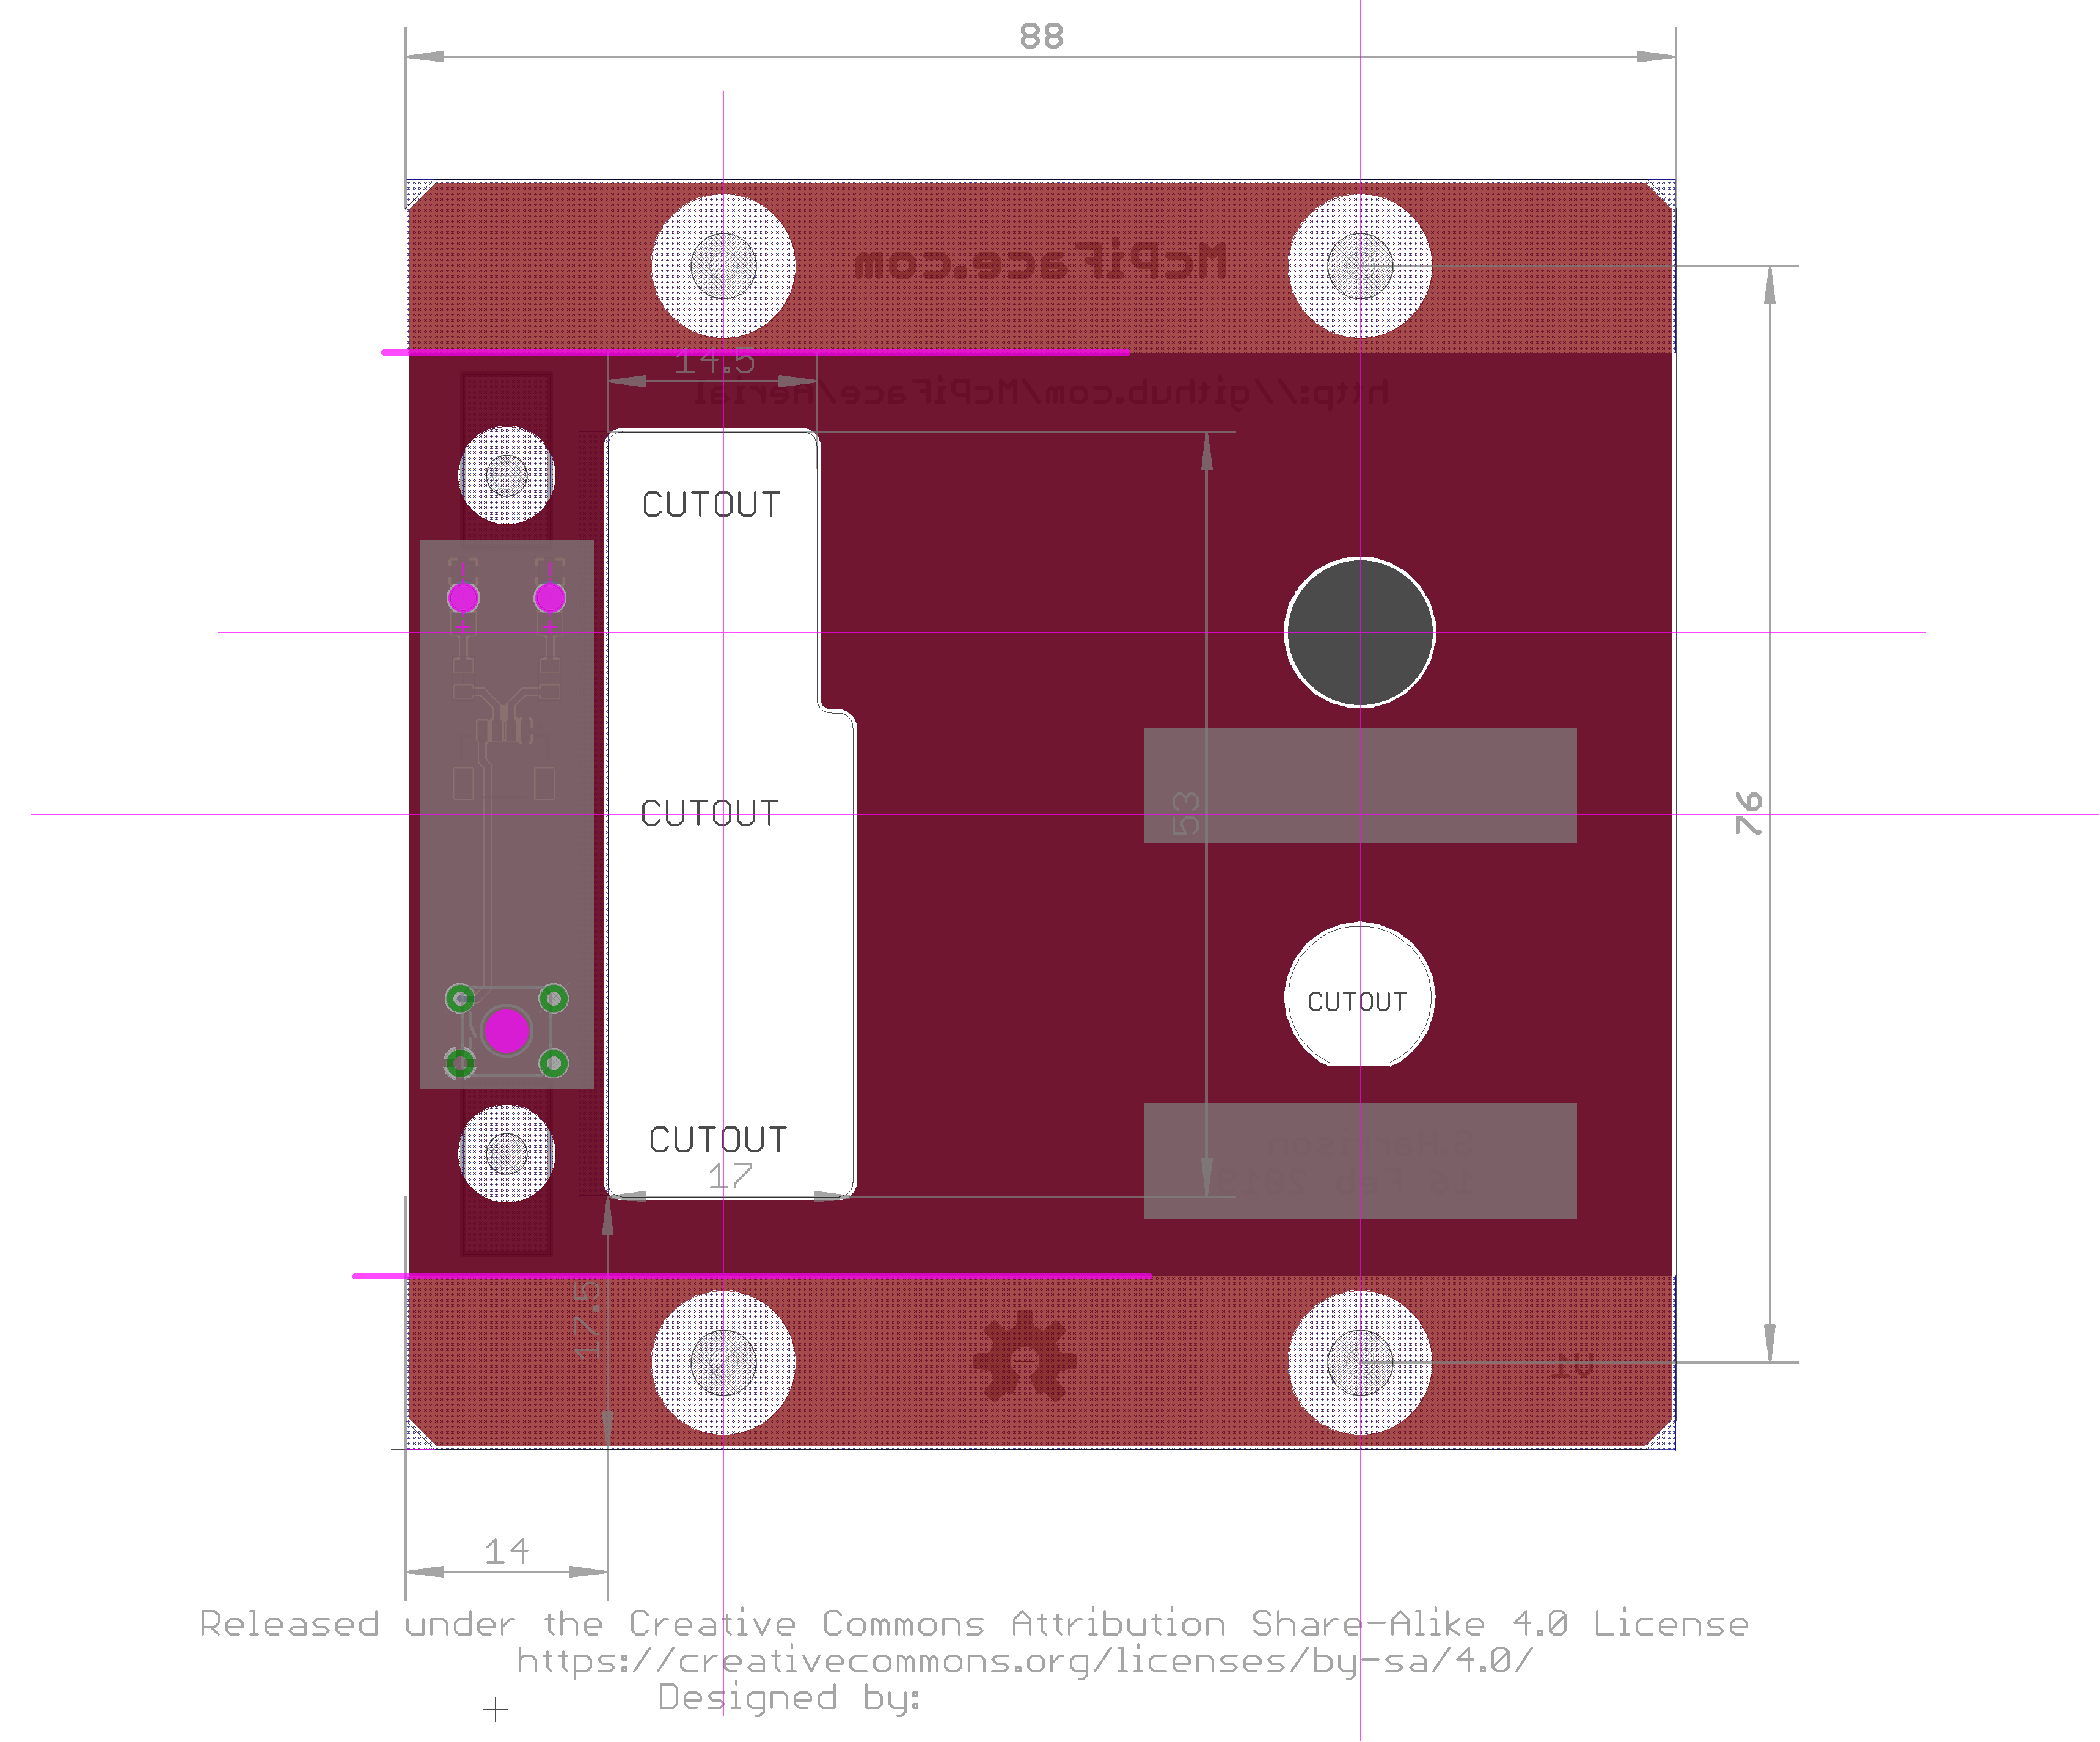 88
McPiFace.com
14.5
http://github.com/McPiFace/Aerial
CUTOUT
CUTOUT
53
76
CUTOUT
CUTOUT
17
17.5
V1
14
Released under the Creative Commons Attribution Share-Alike 4.0 License
https://creativecommons.org/licenses/by-sa/4.0/
Designed by: